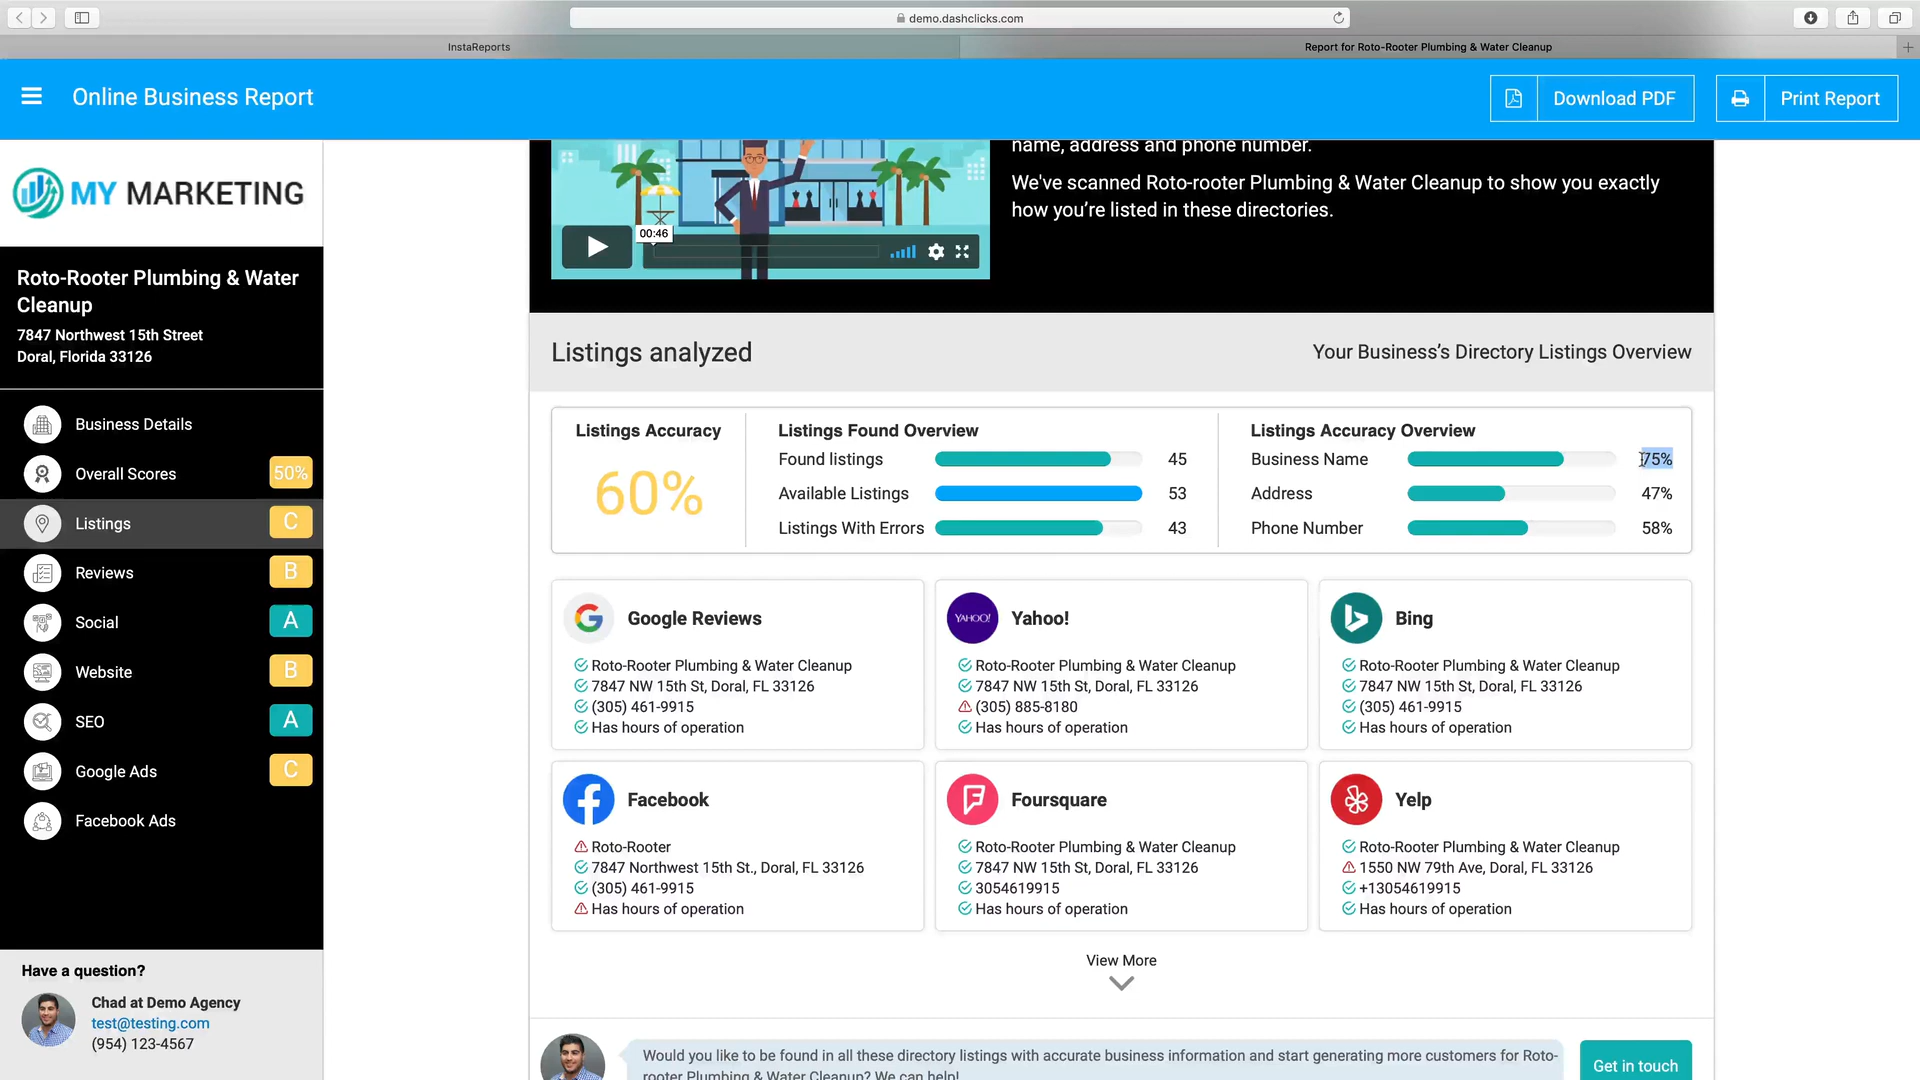 demo.dashclicks.com
InstaReports
Report for Roto-Rooter Plumbing & Water Cleanup
Online Business Report
Download PDF
Print Report
MY MARKETING
Roto-Rooter Plumbing & Water
Cleanup
7847 Northwest 15th Street
Doral, Florida 33126
Business Details
Overall Scores 50%
Listings C
Reviews B
Social A
Website B
SEO A
Google Ads C
Facebook Ads
Have a question?
Chad at Demo Agency
test@testing.com
(954) 123-4567
00:46
name, address and phone number.
We've scanned Roto-rooter Plumbing & Water Cleanup to show you exactly
how you’re listed in these directories.
Listings analyzed
Your Business’s Directory Listings Overview
Listings Accuracy
60%
Listings Found Overview
Found listings 45
Available Listings 53
Listings With Errors 43
Listings Accuracy Overview
Business Name 75%
Address 47%
Phone Number 58%
Google Reviews
Roto-Rooter Plumbing & Water Cleanup
7847 NW 15th St, Doral, FL 33126
(305) 461-9915
Has hours of operation
YAHOO!
Yahoo!
Roto-Rooter Plumbing & Water Cleanup
7847 NW 15th St, Doral, FL 33126
(305) 885-8180
Has hours of operation
Bing
Roto-Rooter Plumbing & Water Cleanup
7847 NW 15th St, Doral, FL 33126
(305) 461-9915
Has hours of operation
Facebook
Roto-Rooter
7847 Northwest 15th St., Doral, FL 33126
(305) 461-9915
Has hours of operation
Foursquare
Roto-Rooter Plumbing & Water Cleanup
7847 NW 15th St, Doral, FL 33126
3054619915
Has hours of operation
Yelp
Roto-Rooter Plumbing & Water Cleanup
1550 NW 79th Ave, Doral, FL 33126
+13054619915
Has hours of operation
View More
Would you like to be found in all these directory listings with accurate business information and start generating more customers for Roto-
rooter Plumbing & Water Cleanup? We can help!
Get in touch